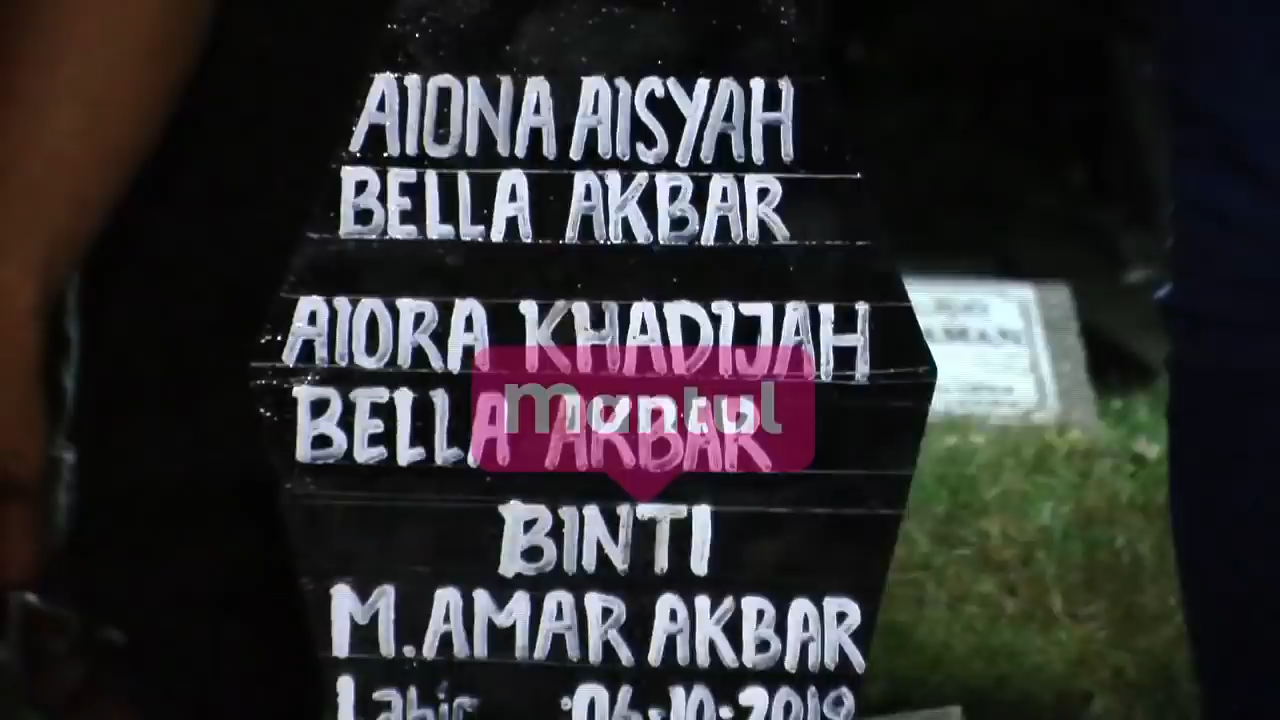 AIONA AISYAH
BELLA AKBAR
AIORA KHADIJAH
BELLA AKBAR
mantul
BINTI
M.AMAR AKBAR
Lahir :06-10-2019